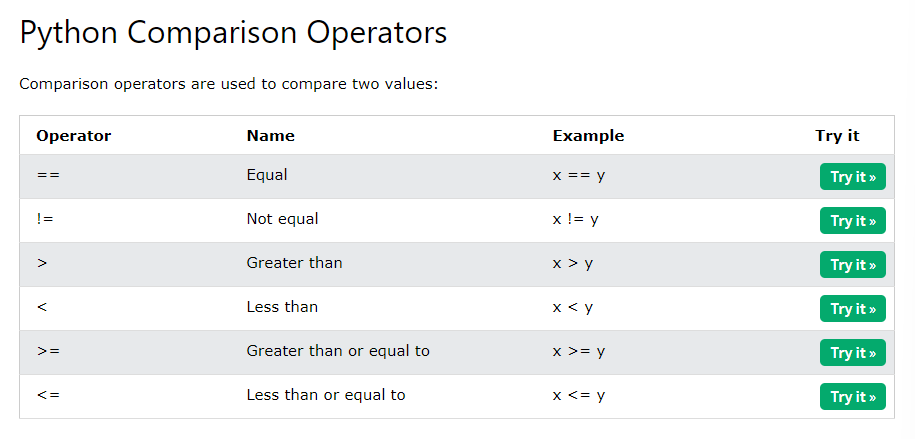 Python Comparison Operators
Comparison operators are used to compare two values:
Operator Name Example Try it
== Equal x == y Try it »
!= Not equal x != y Try it »
> Greater than x > y Try it »
< Less than x < y Try it »
>= Greater than or equal to x >= y Try it »
<= Less than or equal to x <= y Try it »